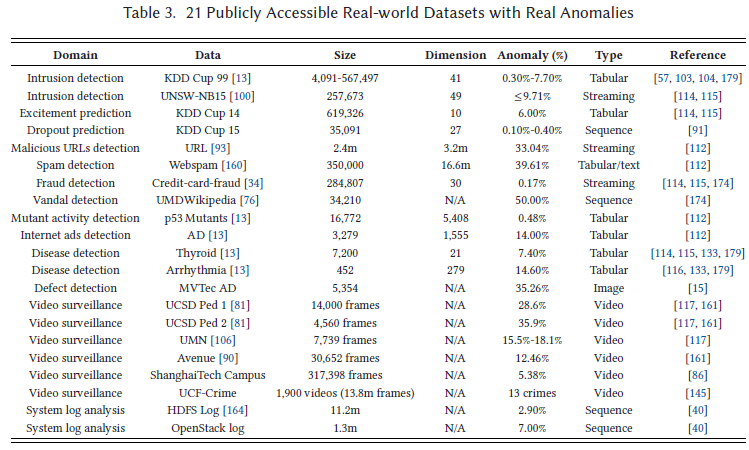 Table 3. 21 Publicly Accessible Real-world Datasets with Real Anomalies
Domain Data Size Dimension Anomaly (%) Type Reference
Intrusion detection KDD Cup 99 [13] 4,091-567,497 41 0.30%-7.70% Tabular [57, 103, 104, 179]
Intrusion detection UNSW-NB15 [100] 257,673 49 ≤9.71% Streaming [114, 115]
Excitement prediction KDD Cup 14 619,326 10 6.00% Tabular [114, 115]
Dropout prediction KDD Cup 15 35,091 27 0.10%-0.40% Sequence [91]
Malicious URLs detection URL [93] 2.4m 3.2m 33.04% Streaming [112]
Spam detection Webspam [160] 350,000 16.6m 39.61% Tabular/text [112]
Fraud detection Credit-card-fraud [34] 284,807 30 0.17% Streaming [114, 115, 174]
Vandal detection UMDWikipedia [76] 34,210 N/A 50.00% Sequence [174]
Mutant activity detection p53 Mutants [13] 16,772 5,408 0.48% Tabular [112]
Internet ads detection AD [13] 3,279 1,555 14.00% Tabular [112]
Disease detection Thyroid [13] 7,200 21 7.40% Tabular [114, 115, 133, 179]
Disease detection Arrhythmia [13] 452 279 14.60% Tabular [116, 133, 179]
Defect detection MVTec AD 5,354 N/A 35.26% Image [15]
Video surveillance UCSD Ped 1 [81] 14,000 frames N/A 28.6% Video [117, 161]
Video surveillance UCSD Ped 2 [81] 4,560 frames N/A 35.9% Video [117, 161]
Video surveillance UMN [106] 7,739 frames N/A 15.5%-18.1% Video [117]
Video surveillance Avenue [90] 30,652 frames N/A 12.46% Video [161]
Video surveillance ShanghaiTech Campus 317,398 frames N/A 5.38% Video [86]
Video surveillance UCF-Crime 1,900 videos (13.8m frames) N/A 13 crimes Video [145]
System log analysis HDFS Log [164] 11.2m N/A 2.90% Sequence [40]
System log analysis OpenStack log 1.3m N/A 7.00% Sequence [40]